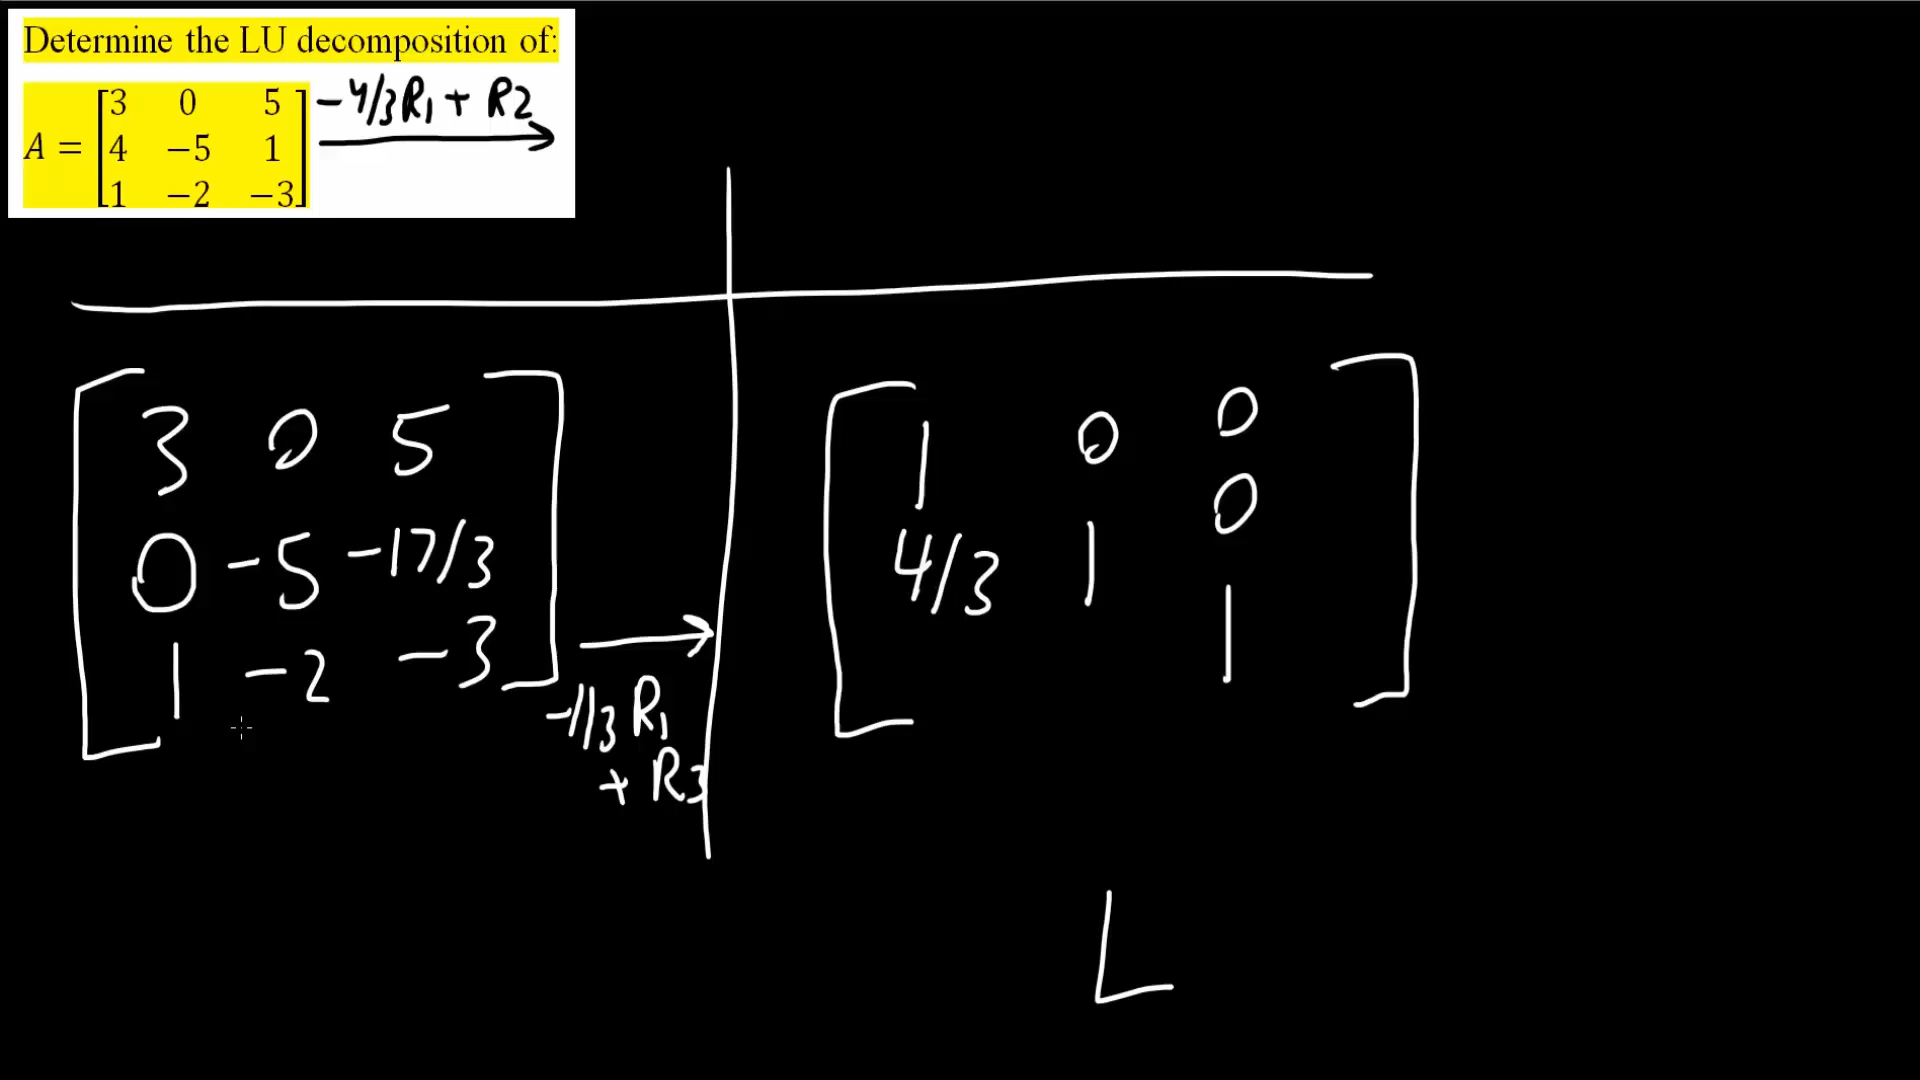 Determine the LU decomposition of:
-4/3R1 + R2
A = [3 0 5
4 −5 1
1 −2 −3]
3 0 5
0 -5 -17/3
1 -2 -3
-1/3 R1
+ R3
1 0 0
4/3 1 0
1
L